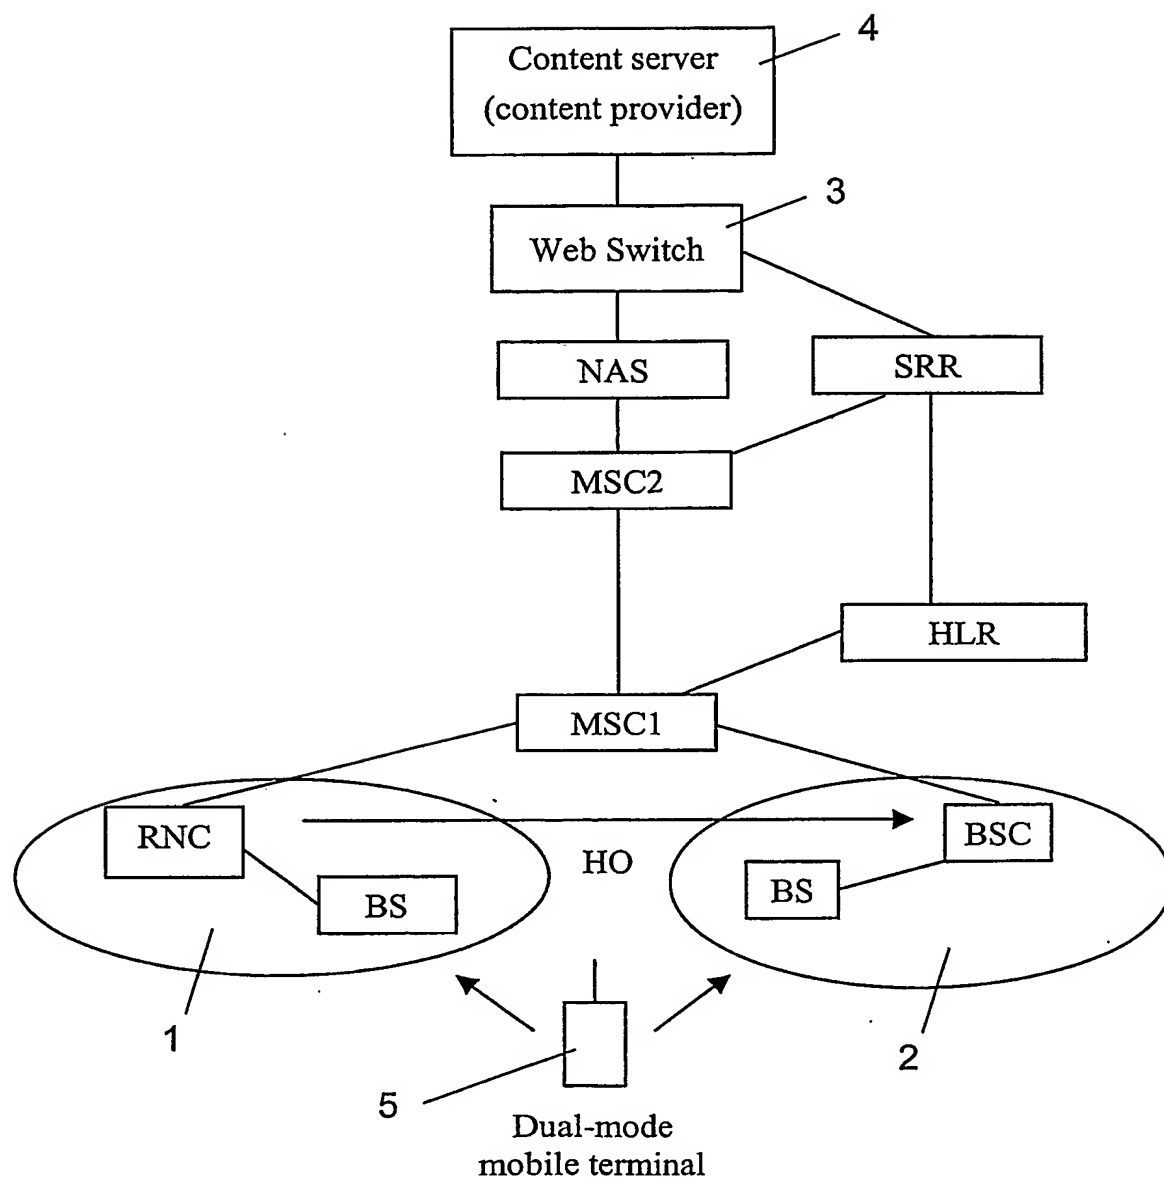 4
Content server
(content provider)
3
Web Switch
NAS
SRR
MSC2
HLR
MSC1
RNC
BSC
HO
BS
BS
1
2
5
Dual-mode
mobile terminal